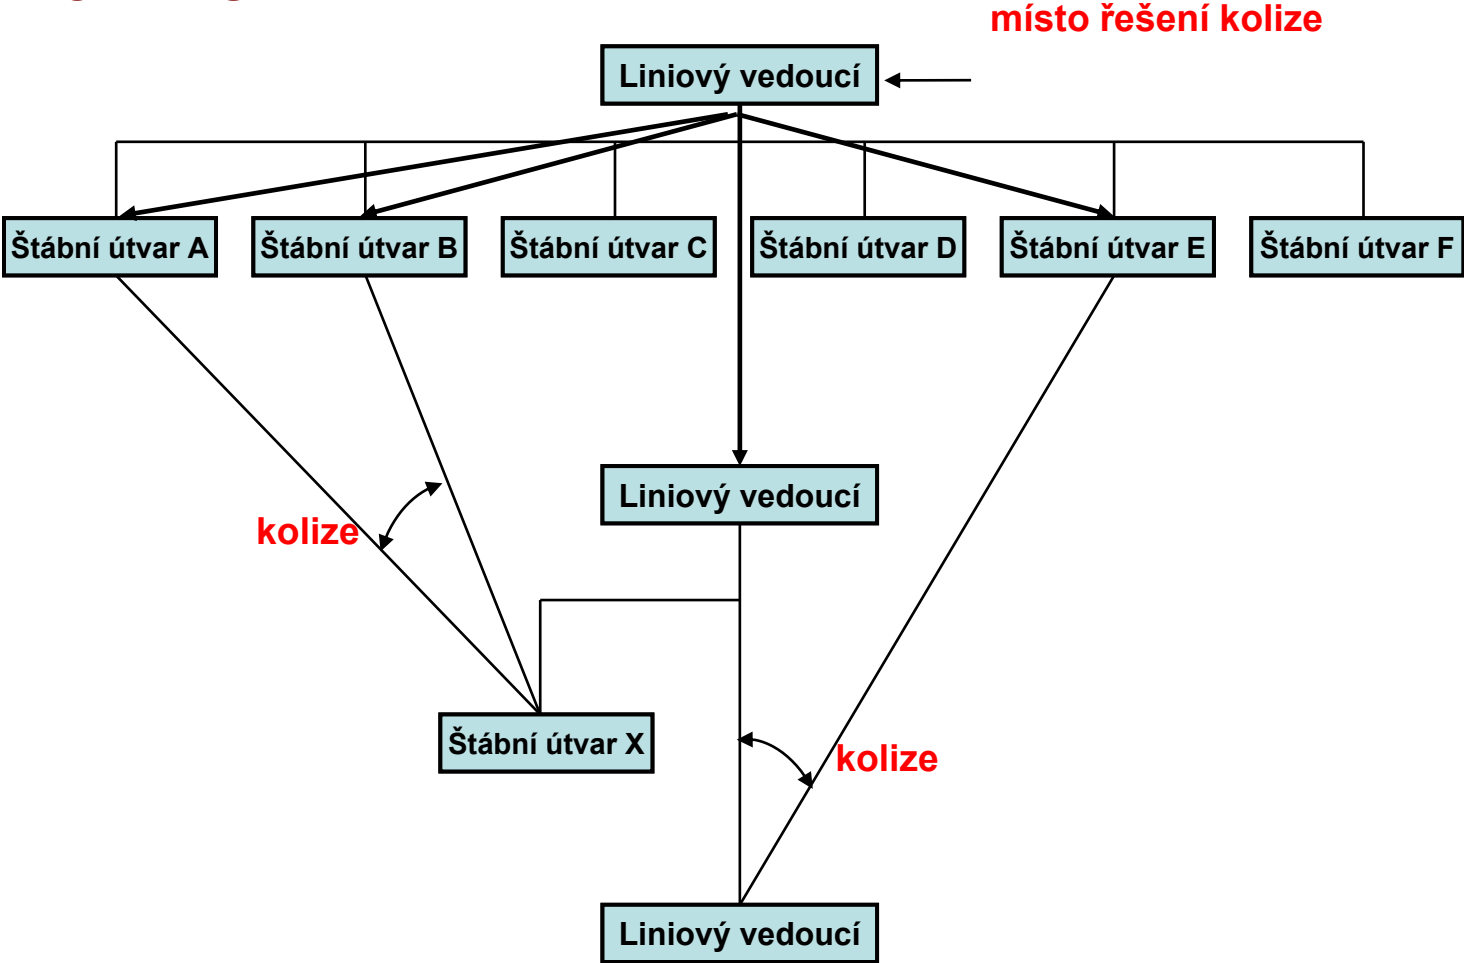 místo řešení kolize
Liniový vedoucí
Štábní útvar A
Štábní útvar B
Štábní útvar C
Štábní útvar D
Štábní útvar E
Štábní útvar F
Liniový vedoucí
kolize
Štábní útvar X
kolize
Liniový vedoucí